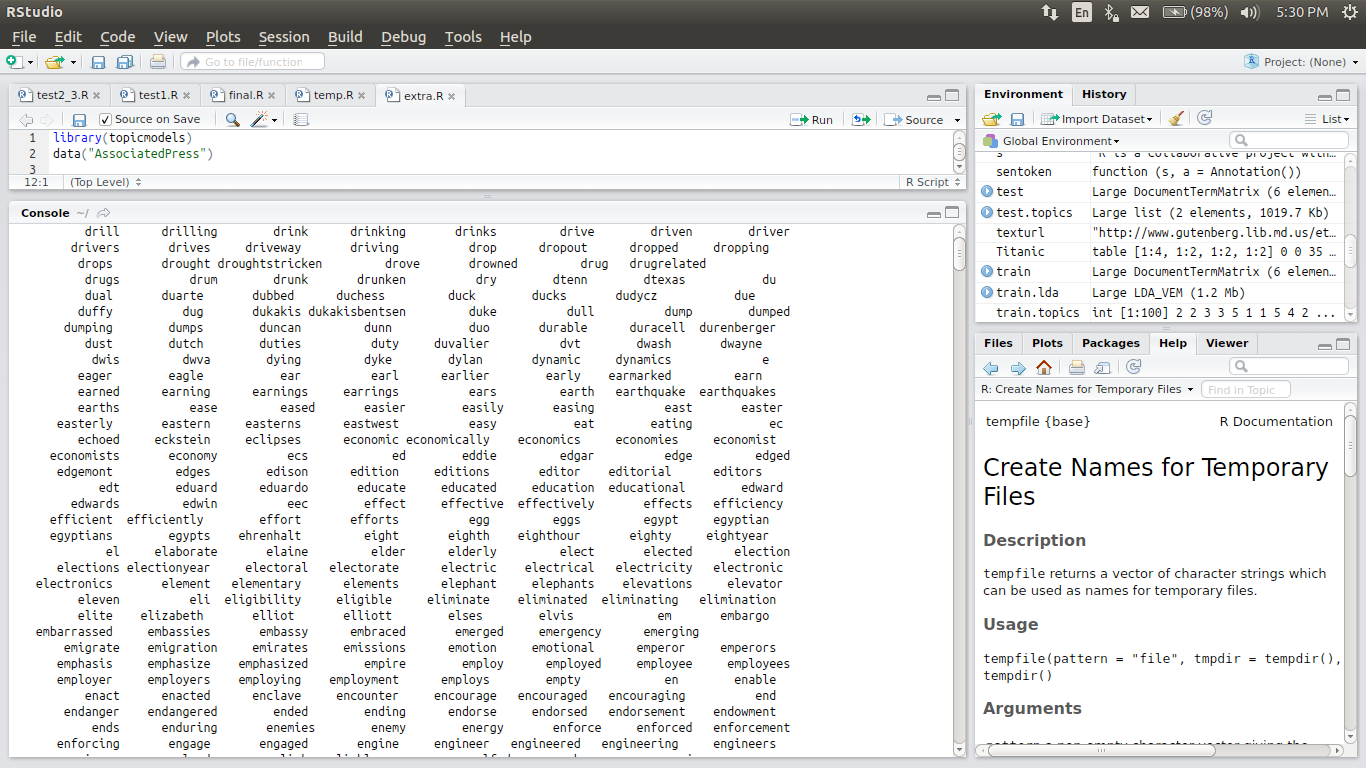 RStudio
En (98%) 5:30 PM
File Edit Code View Plots Session Build Debug Tools Help
Go to file/function Project: (None)
test2_3.R test1.R final.R temp.R extra.R
Source on Save Run Source
1 library(topicmodels)
2 data("AssociatedPress")
3
12:1 (Top Level) R Script
Console ~/
drill drilling drink drinking drinks drive driven driver
drivers drives driveway driving drop dropout dropped dropping
drops drought droughtstricken drove drowned drug drugrelated
drugs drum drunk drunken dry dtenn dtexas du
dual duarte dubbed duchess duck ducks dudycz due
duffy dug dukakis dukakisbentsen duke dull dump dumped
dumping dumps duncan dunn duo durable duracell durenberger
dust dutch duties duty duvalier dvt dwash dwayne
dwis dwva dying dyke dylan dynamic dynamics e
eager eagle ear earl earlier early earmarked earn
earned earning earnings earrings ears earth earthquake earthquakes
earths ease eased easier easily easing east easter
easterly eastern easterns eastwest easy eat eating ec
echoed eckstein eclipses economic economically economics economies economist
economists economy ecs ed eddie edgar edge edged
edgemont edges edison edition editions editor editorial editors
edt eduard eduardo educate educated education educational edward
edwards edwin eec effect effective effectively effects efficiency
efficient efficiently effort efforts egg eggs egypt egyptian
egyptians egypts ehrenhalt eight eighth eighthour eighty eightyear
el elaborate elaine elder elderly elect elected election
elections electionyear electoral electorate electric electrical electricity electronic
electronics element elementary elements elephant elephants elevations elevator
eleven eli eligibility eligible eliminate eliminated eliminating elimination
elite elizabeth elliot elliott elses elvis em embargo
embarrassed embassies embassy embraced emerged emergency emerging
emigrate emigration emirates emissions emotion emotional emperor emperors
emphasis emphasize emphasized empire employ employed employee employees
employer employers employing employment employs empty en enable
enact enacted enclave encounter encourage encouraged encouraging end
endanger endangered ended ending endorse endorsed endorsement endowment
ends enduring enemies enemy energy enforce enforced enforcement
enforcing engage engaged engine engineer engineered engineering engineers
Environment History
Import Dataset List
Global Environment
s "R is a collaborative project with…
sentoken function (s, a = Annotation())
test Large DocumentTermMatrix (6 elemen…
test.topics Large list (2 elements, 1019.7 Kb)
texturl "http://www.gutenberg.lib.md.us/et…
Titanic table [1:4, 1:2, 1:2, 1:2] 0 0 35 …
train Large DocumentTermMatrix (6 elemen…
train.lda Large LDA_VEM (1.2 Mb)
train.topics int [1:100] 2 2 3 3 5 1 1 5 4 2 ...
Files Plots Packages Help Viewer
R: Create Names for Temporary Files Find in Topic
tempfile {base} R Documentation
Create Names for Temporary
Files
Description
tempfile returns a vector of character strings which
can be used as names for temporary files.
Usage
tempfile(pattern = "file", tmpdir = tempdir(),
tempdir()
Arguments
pattern a non-empty character vector giving the